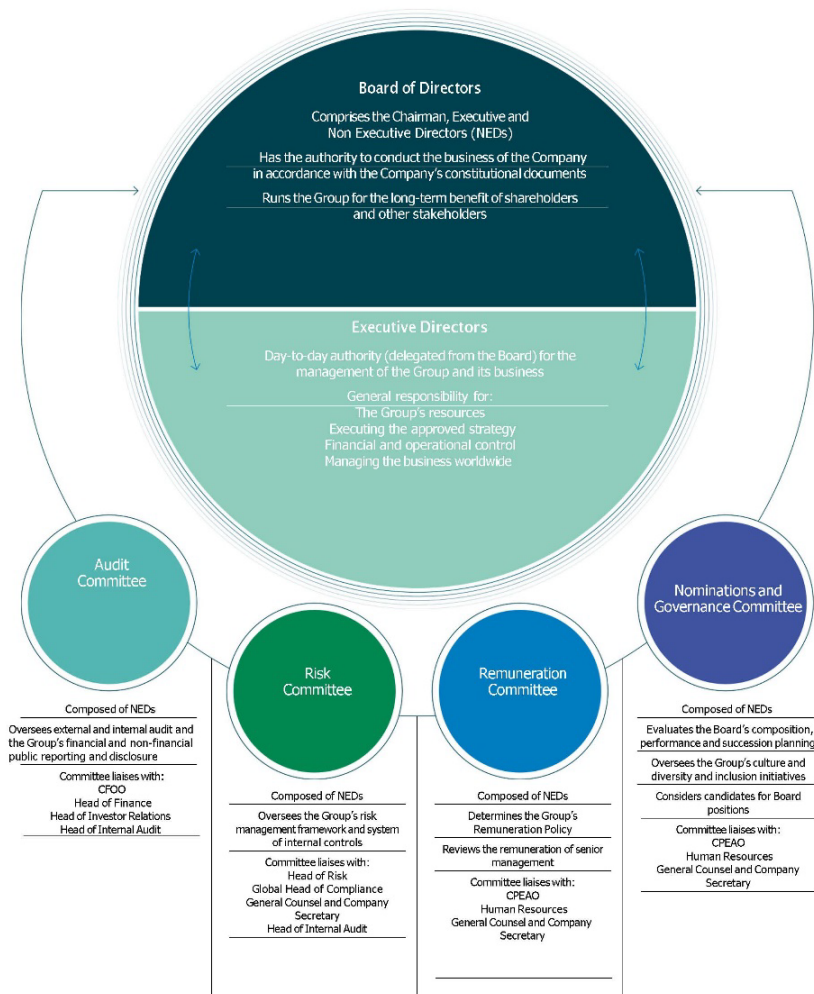 Board of Directors
Comprises the Chairman, Executive and
Non Executive Directors (NEDs)
Has the authority to conduct the business of the Company
in accordance with the Company's constitutional documents
Runs the Group for the long-term benefit of shareholders
and other stakeholders
Executive Directors
Day-to-day authority (delegated from the Board) for the
management of the Group and its business
General responsibility for:
The Group's resources
Executing the approved strategy
Financial and operational control
Managing the business worldwide
Audit
Committee
Composed of NEDs
Oversees external and internal audit and
the Group's financial and non-financial
public reporting and disclosure
Committee liaises with:
CFOO
Head of Finance
Head of Investor Relations
Head of Internal Audit
Risk
Committee
Composed of NEDs
Oversees the Group's risk
management framework and system
of internal controls
Committee liaises with:
Head of Risk
Global Head of Compliance
General Counsel and Company
Secretary
Head of Internal Audit
Remuneration
Committee
Composed of NEDs
Determines the Group's
Remuneration Policy
Reviews the remuneration of senior
management
Committee liaises with:
CPEAO
Human Resources
General Counsel and Company
Secretary
Nominations and
Governance Committee
Composed of NEDs
Evaluates the Board's composition,
performance and succession planning
Oversees the Group's culture and
diversity and inclusion initiatives
Considers candidates for Board
positions
Committee liaises with:
CPEAO
Human Resources
General Counsel and Company
Secretary